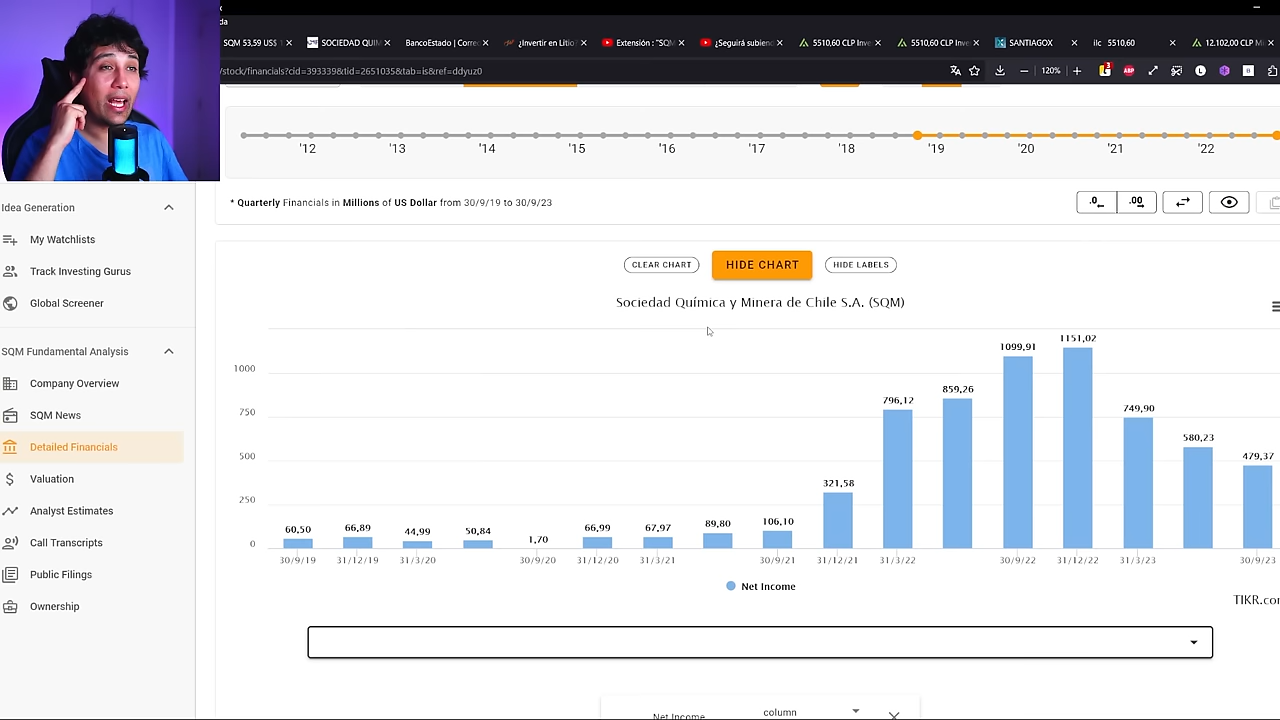 da
SQM 53.59 US$
SOCIEDAD QUIM
BancoEstado | Corre
¿Invertir en Litio?
Extensión : "SQM
¿Seguirá subien
5510,60 CLP Inve
5510,60 CLP Inve
SANTIAGOX
ilc 5510,60
12.102,00 CLP M
/stock/financials?cid=393339&tid=2651035&tab=is&ref=ddyuz0
120%
'12 '13 '14 '15 '16 '17 '18 '19 '20 '21 '22
* Quarterly Financials in Millions of US Dollar from 30/9/19 to 30/9/23
.0
.00
Idea Generation
My Watchlists
Track Investing Gurus
Global Screener
SQM Fundamental Analysis
Company Overview
SQM News
Detailed Financials
Valuation
Analyst Estimates
Call Transcripts
Public Filings
Ownership
CLEAR CHART
HIDE CHART
HIDE LABELS
Sociedad Química y Minera de Chile S.A. (SQM)
1000
750
500
250
0
60,50 66,89 44,99 50,84 1,70 66,99 67,97 89,80 106,10 321,58 796,12 859,26 1099,91 1151,02 749,90 580,23 479,37
30/9/19 31/12/19 31/3/20 30/9/20 31/12/20 31/3/21 30/9/21 31/12/21 31/3/22 30/9/22 31/12/22 31/3/23 30/9/23
Net Income
TIKR.com
Net Income
column